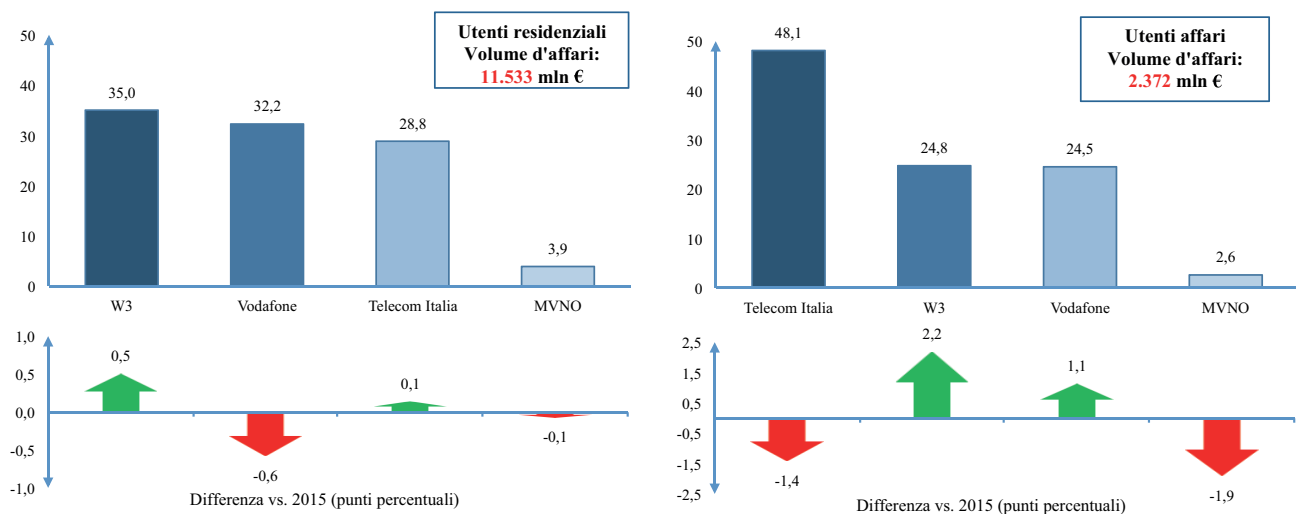 Utenti residenziali
Volume d'affari:
11.533 mln €
50
40
30
20
10
0
35,0
32,2
28,8
3,9
W3
Vodafone
Telecom Italia
MVNO
1,0
0,5
0,0
-0,5
-1,0
0,5
-0,6
0,1
-0,1
Differenza vs. 2015 (punti percentuali)
Utenti affari
Volume d'affari:
2.372 mln €
50
40
30
20
10
0
48,1
24,8
24,5
2,6
Telecom Italia
W3
Vodafone
MVNO
2,5
1,5
0,5
-0,5
-1,5
-2,5
-1,4
2,2
1,1
-1,9
Differenza vs. 2015 (punti percentuali)